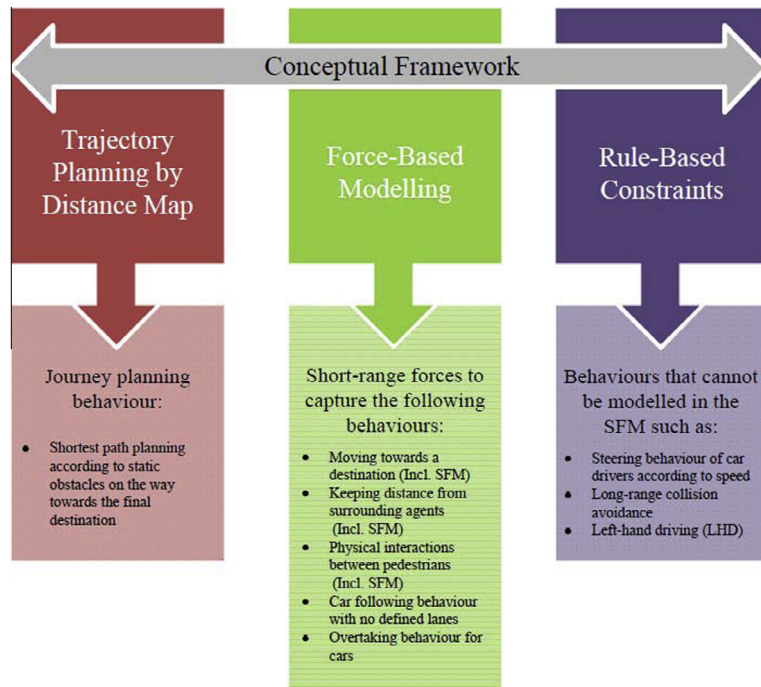 Conceptual Framework
Trajectory
Planning by
Distance Map
Journey planning
behaviour:
• Shortest path planning
according to static
obstacles on the way
towards the final
destination
Force-Based
Modelling
Short-range forces to
capture the following
behaviours:
• Moving towards a
destination (Incl. SFM)
• Keeping distance from
surrounding agents
(Incl. SFM)
• Physical interactions
between pedestrians
(Incl. SFM)
• Car following behaviour
with no defined lanes
• Overtaking behaviour for
cars
Rule-Based
Constraints
Behaviours that cannot
be modelled in the
SFM such as:
• Steering behaviour of car
drivers according to speed
• Long-range collision
avoidance
• Left-hand driving (LHD)